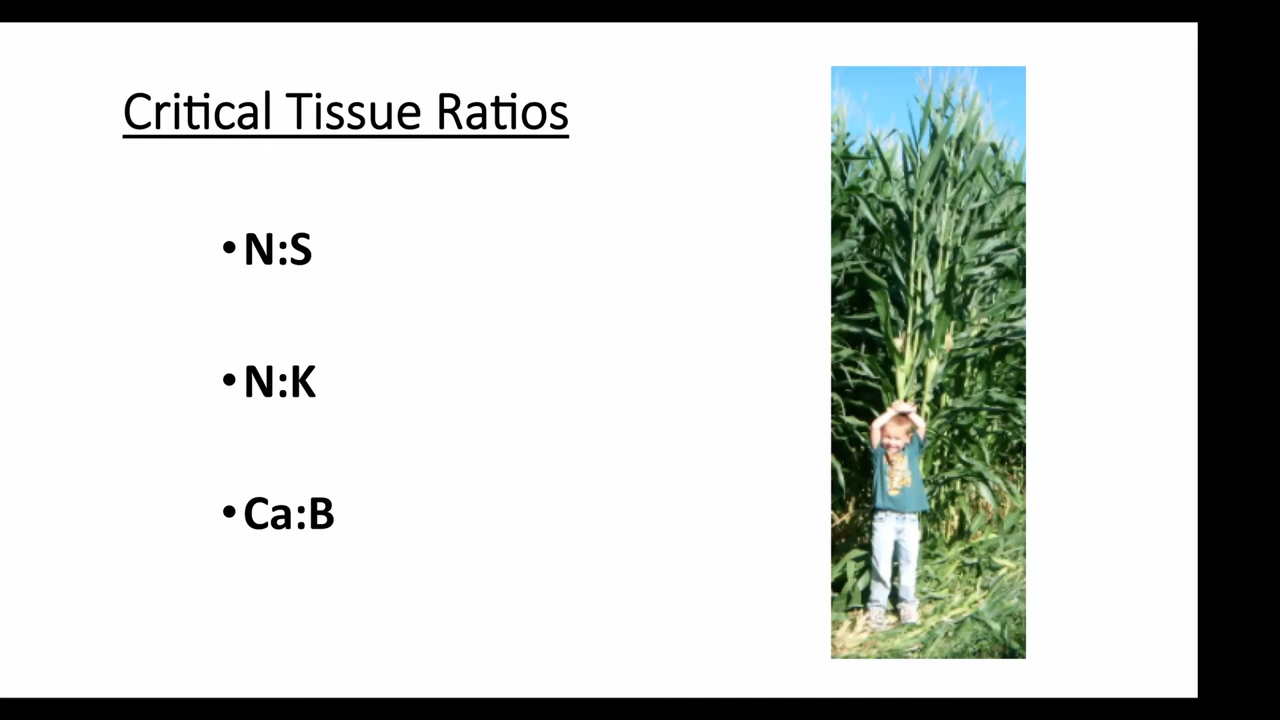 Critical Tissue Ratios
•N:S
•N:K
•Ca:B